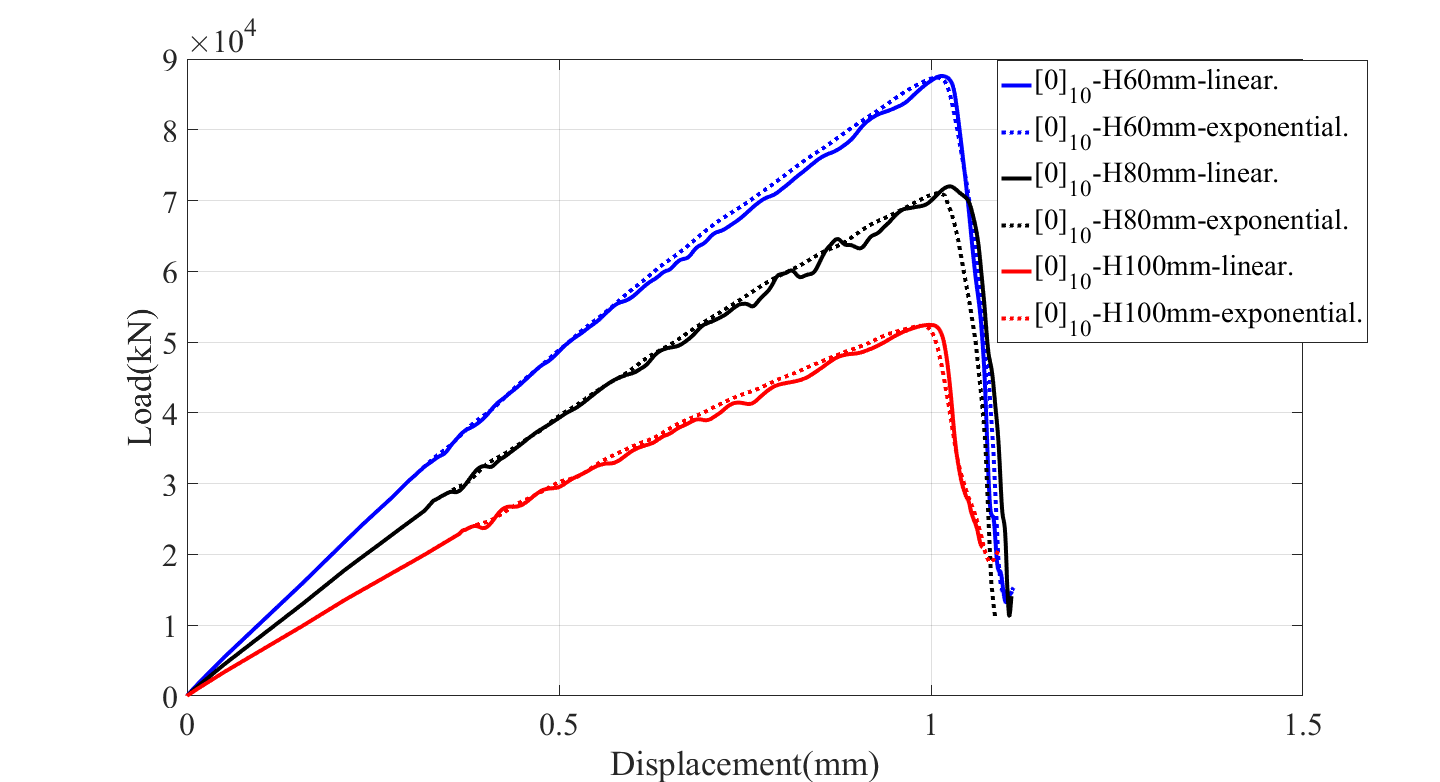 ×10⁴
9
8
7
6
5
4
3
2
1
0
Load(kN)
0 0.5 1 1.5
Displacement(mm)
[0]₁₀-H60mm-linear.
[0]₁₀-H60mm-exponential.
[0]₁₀-H80mm-linear.
[0]₁₀-H80mm-exponential.
[0]₁₀-H100mm-linear.
[0]₁₀-H100mm-exponential.